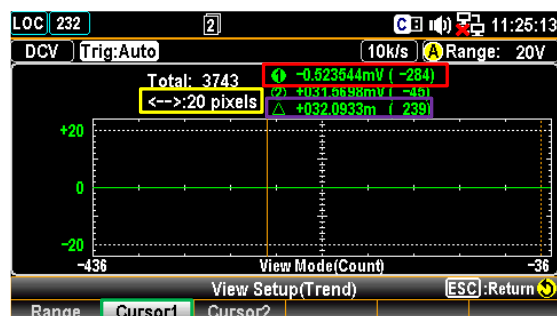 LOC 232 2 C 11:25:13
DCV Trig:Auto 10k/s A Range: 20V
Total: 3743 1 -0.523544mV ( -284)
<-->:20 pixels 2 +031.5698mV ( -45)
△ +032.0933m ( 239)
+20
0
-20
-436 View Mode(Count) -36
View Setup(Trend) ESC :Return
Range Cursor1 Cursor2